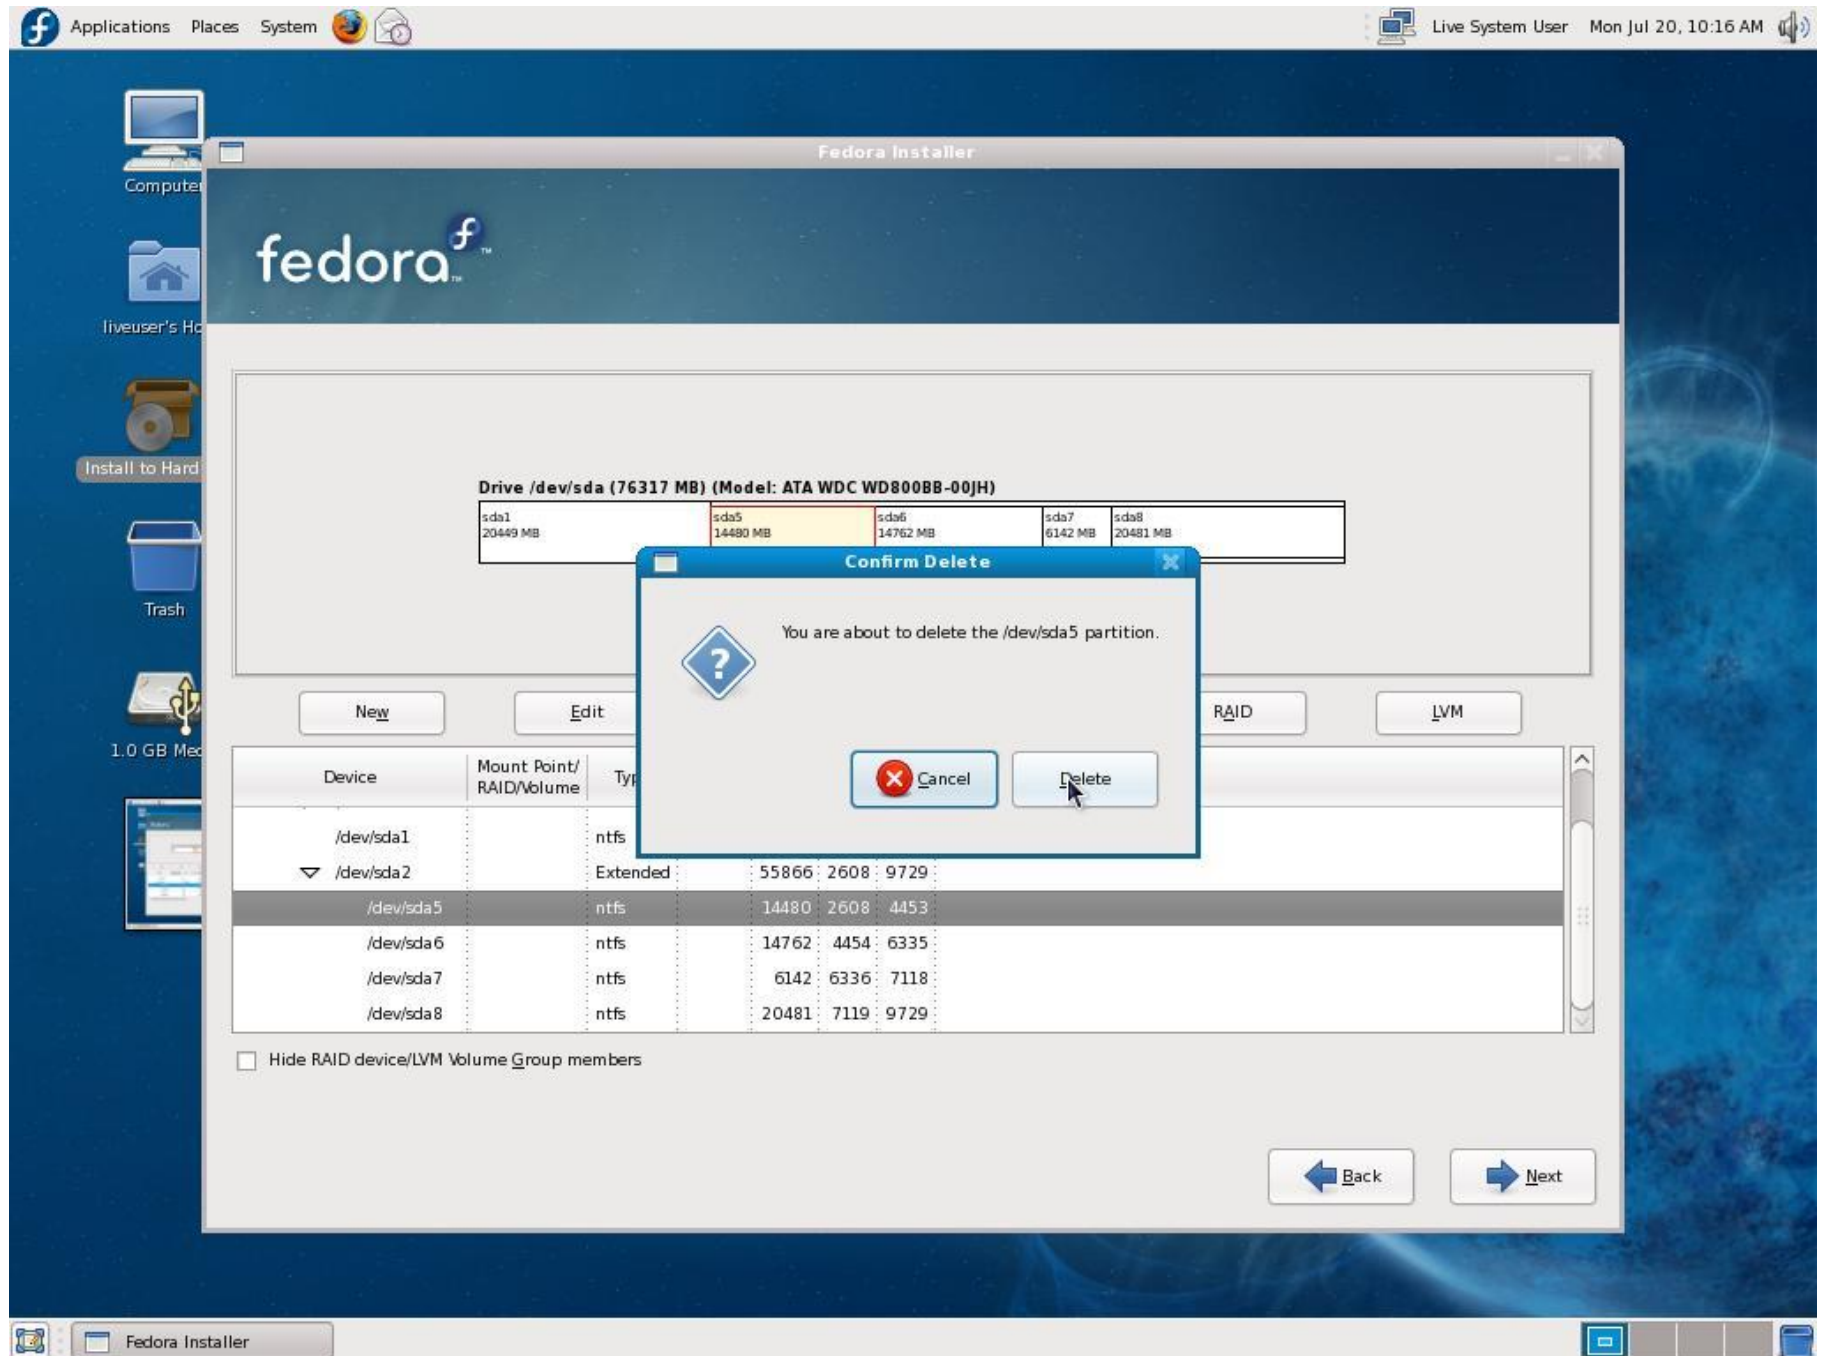 Applications Places System
Live System User Mon Jul 20, 10:16 AM
Computer
Fedora Installer
fedora
liveuser's Ho
Install to Hard
Trash
1.0 GB Med
Drive /dev/sda (76317 MB) (Model: ATA WDC WD800BB-00JH)
sda1 sda5 sda6 sda7 sda8
20449 MB 14480 MB 14762 MB 6142 MB 20481 MB
Confirm Delete
You are about to delete the /dev/sda5 partition.
Cancel Delete
New Edit RAID LVM
Device Mount Point/ Typ
RAID/Volume
/dev/sda1 ntfs
/dev/sda2 Extended 55866 2608 9729
/dev/sda5 ntfs 14480 2608 4453
/dev/sda6 ntfs 14762 4454 6335
/dev/sda7 ntfs 6142 6336 7118
/dev/sda8 ntfs 20481 7119 9729
Hide RAID device/LVM Volume Group members
Back Next
Fedora Installer